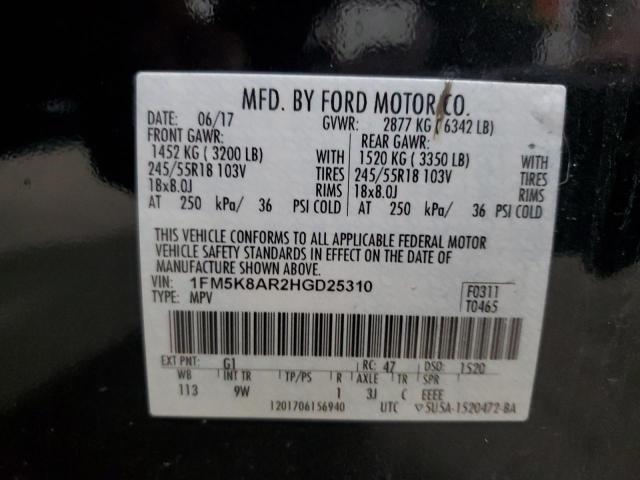 MFD. BY FORD MOTOR CO.
DATE: 06/17 GVWR: 2877 KG ( 6342 LB)
FRONT GAWR: REAR GAWR:
1452 KG ( 3200 LB) WITH 1520 KG ( 3350 LB) WITH
245/55R18 103V TIRES 245/55R18 103V TIRES
18x8.0J RIMS 18x8.0J RIMS
AT 250 kPa/ 36 PSI COLD AT 250 kPa/ 36 PSI COLD
THIS VEHICLE CONFORMS TO ALL APPLICABLE FEDERAL MOTOR
VEHICLE SAFETY STANDARDS IN EFFECT ON THE DATE OF
MANUFACTURE SHOWN ABOVE.
VIN: 1FM5K8AR2HGD25310 F0311
TYPE: MPV T0465
EXT PNT: G1 RC: 47 DSO: 1520
WB INT TR TP/PS R AXLE TR SPR
113 9W 1 3J C EEEE
1201706156940 UTC ▽5USA-1520472-BA